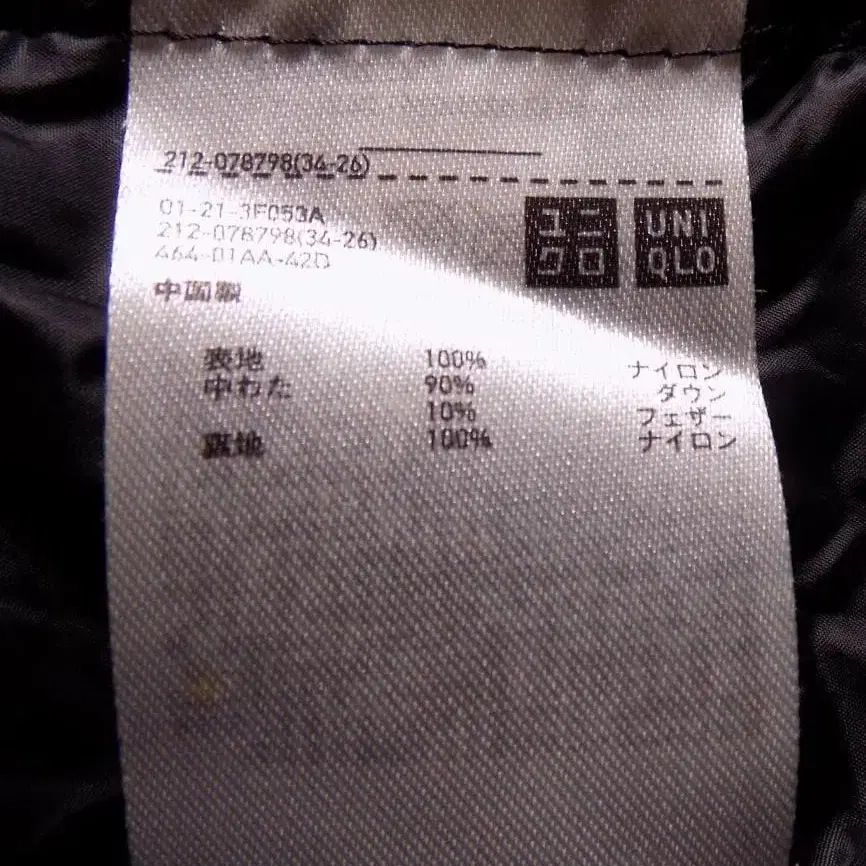 212-078798(34-26)
01-21-3F053A
212-078798(34-26)
464-01AA-42D
ユニクロ
UNIQLO
中国製
表地 100% ナイロン
中わた 90% ダウン
10% フェザー
裏地 100% ナイロン